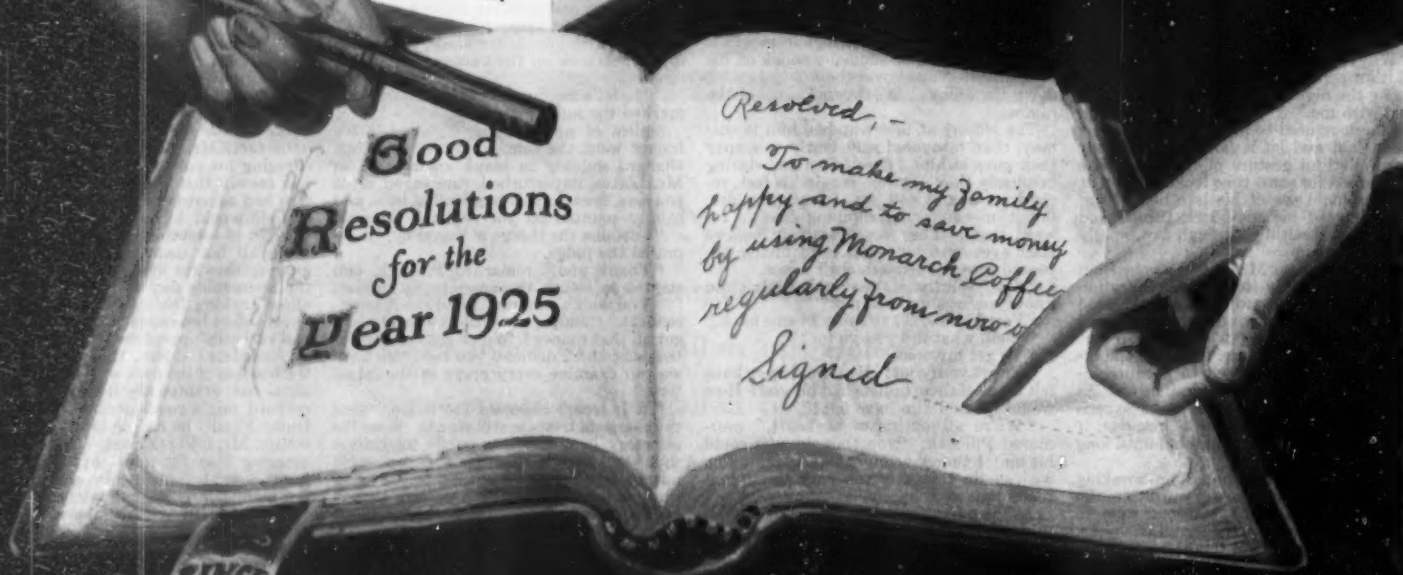 Good
Resolutions
for the
Year 1925
Resolved, -
To make my family
happy and to save money
by using Monarch Coffee
regularly from now
Signed